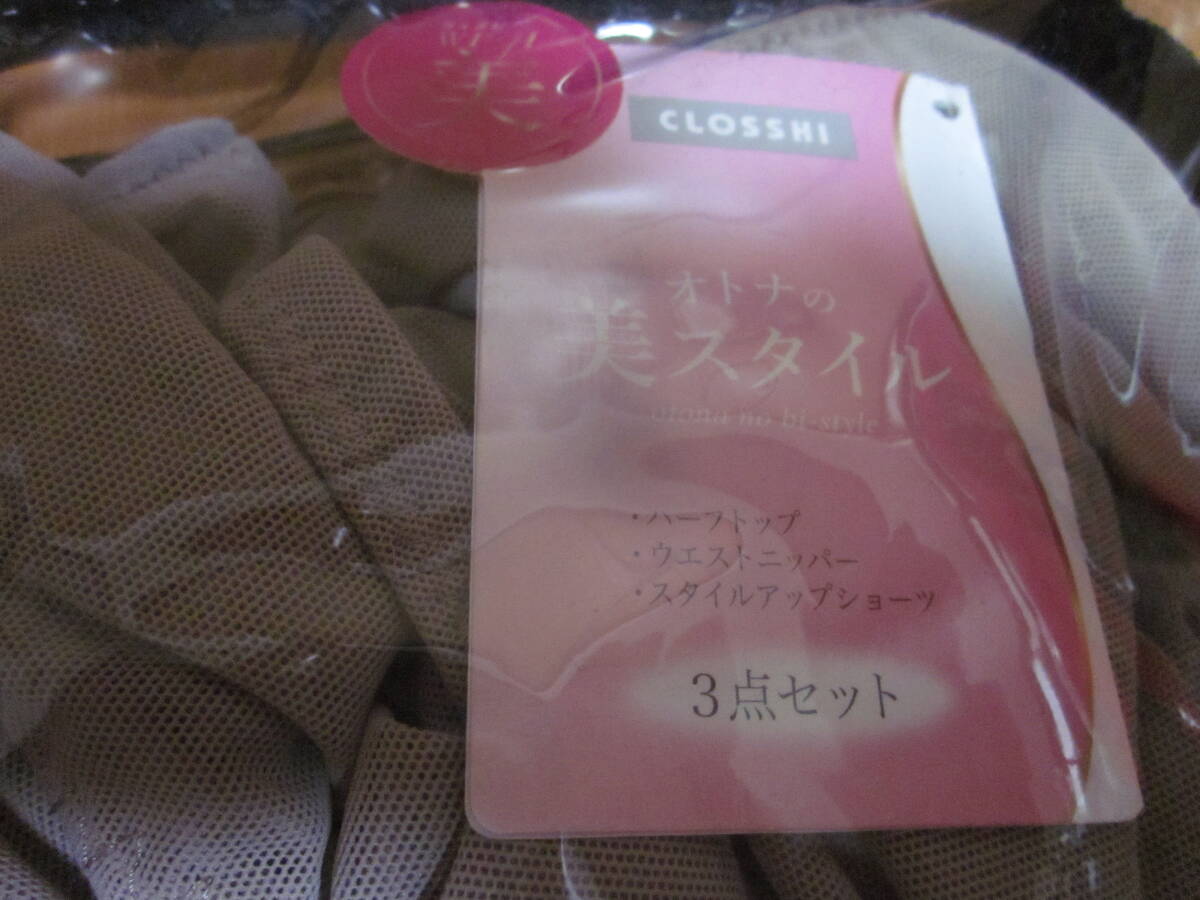 美
CLOSSHI
オトナの
美スタイル
otona no bi-style
・ハーフトップ
・ウエストニッパー
・スタイルアップショーツ
3点セット